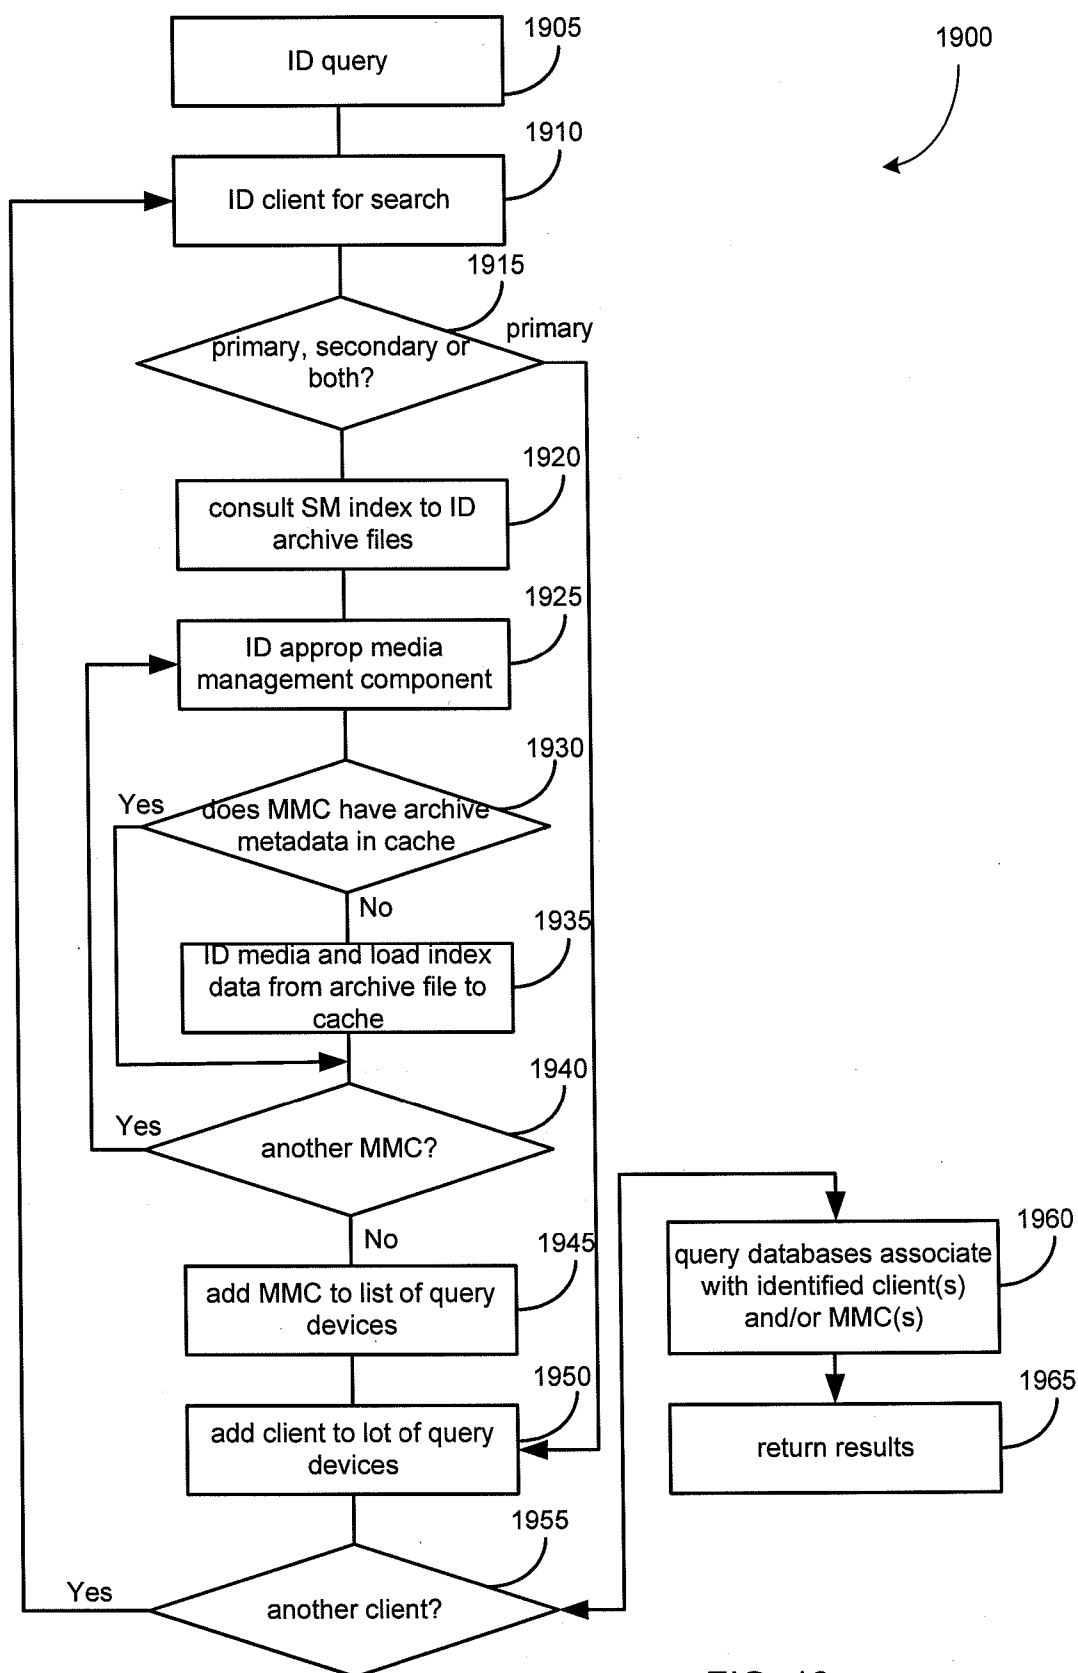 1905
ID query
1900
1910
ID client for search
1915
primary
primary, secondary or
both?
1920
consult SM index to ID
archive files
1925
ID approp media
management component
1930
Yes
does MMC have archive
metadata in cache
No
1935
ID media and load index
data from archive file to
cache
1940
Yes
another MMC?
No
1945
add MMC to list of query
devices
1950
add client to lot of query
devices
1955
Yes
another client?
1960
query databases associate
with identified client(s)
and/or MMC(s)
1965
return results